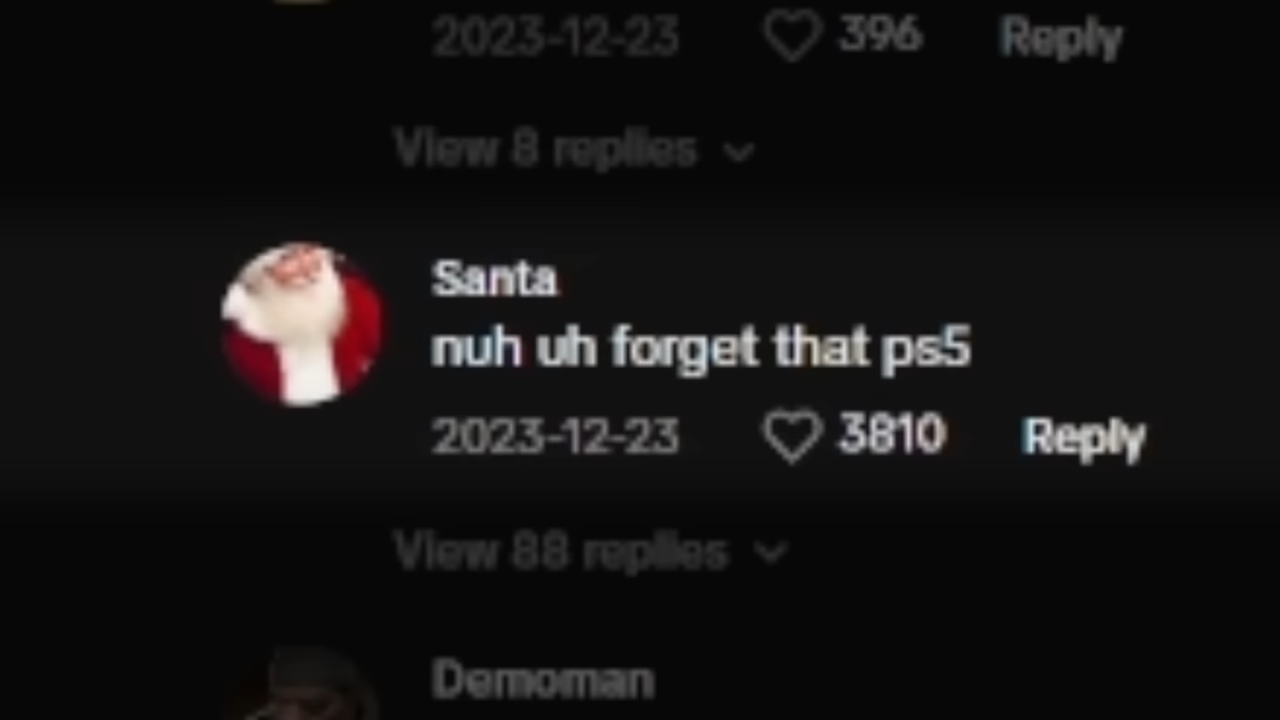 2023-12-23 396 Reply
View 8 replies
Santa
nuh uh forget that ps5
2023-12-23 3810 Reply
View 88 replies
Demoman